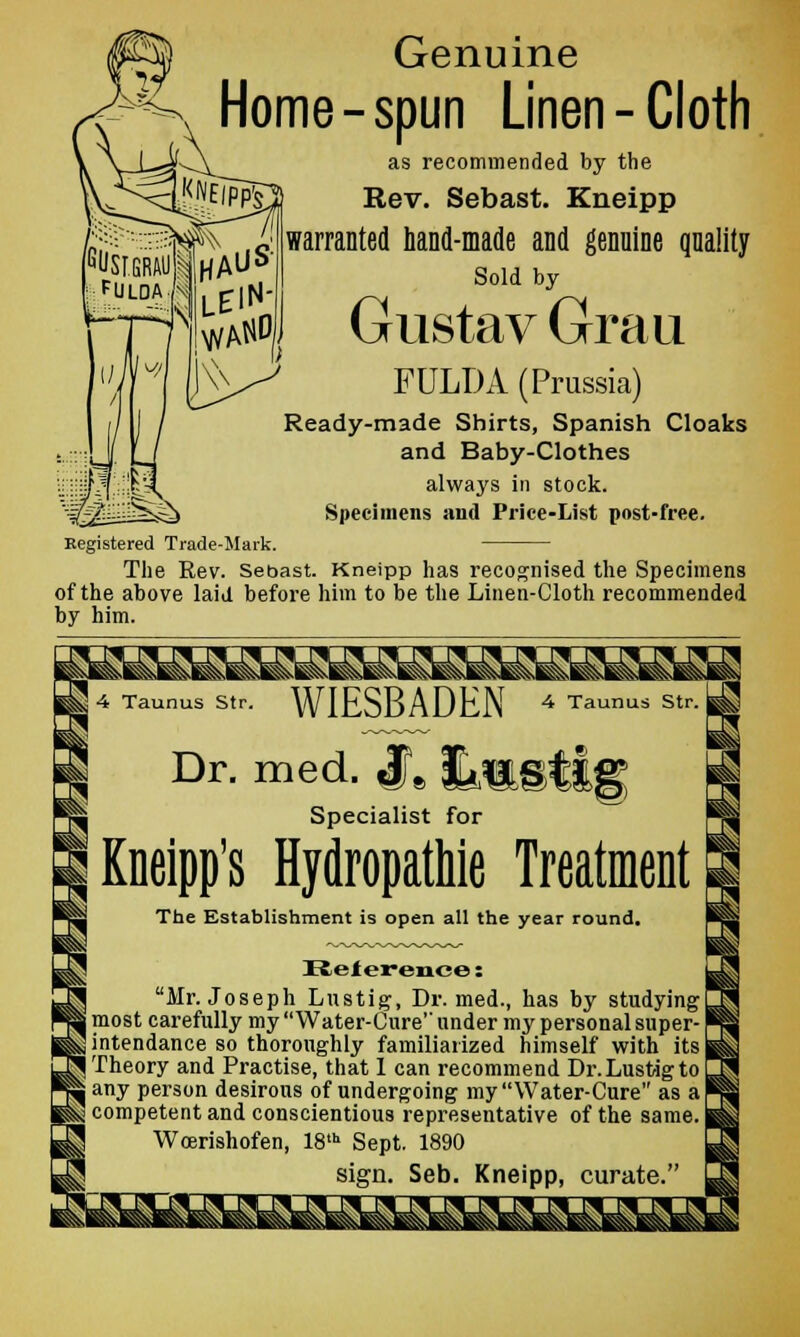 Genuine
Home-spun Linen-Cloth
as recommended by the
Rev. Sebast. Kneipp
warranted hand-made and genuine quality
Sold by
Gustav Grau
FULDA (Prussia)
Ready-made Shirts, Spanish Cloaks
and Baby-Clothes
always in stock.
Specimens and Price-List post-free.
KNEIPP'S
HAUS-
LEIN-
WAND
GUST.GRAU
FULDA
Registered Trade-Mark.
The Rev. Sebast. Kneipp has recognised the Specimens
of the above laid before him to be the Linen-Cloth recommended
by him.
4 Taunus Str. WIESBADEN 4 Taunus Str.
Dr. med. J. Lustig
Specialist for
Kneipp's Hydropathie Treatment
The Establishment is open all the year round.
Reference:
"Mr. Joseph Lustig, Dr. med., has by studying
most carefully my "Water-Cure" under my personal super-
intendance so thoroughly familiarized himself with its
Theory and Practise, that I can recommend Dr. Lustig to
any person desirous of undergoing my "Water-Cure" as a
competent and conscientious representative of the same.
Wœrishofen, 18th Sept. 1890
sign. Seb. Kneipp, curate."